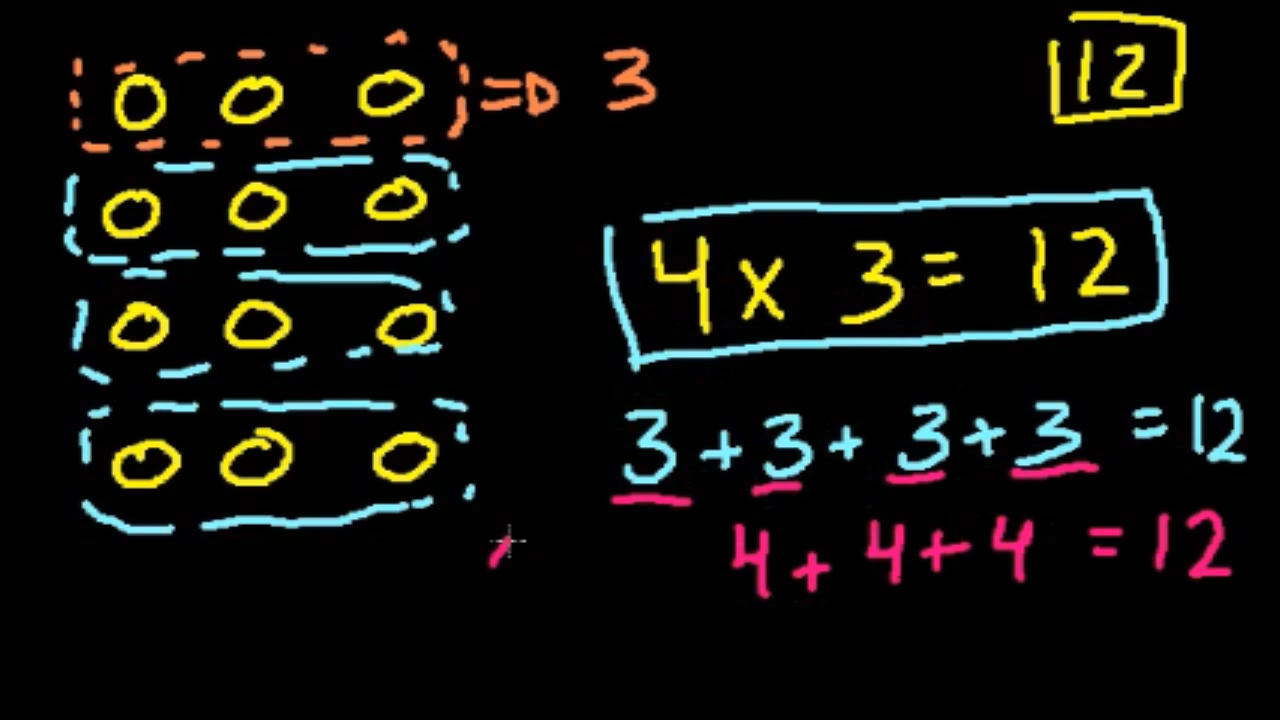 => 3
12
4 x 3 = 12
3 + 3 + 3 + 3 = 12
4 + 4 + 4 = 12